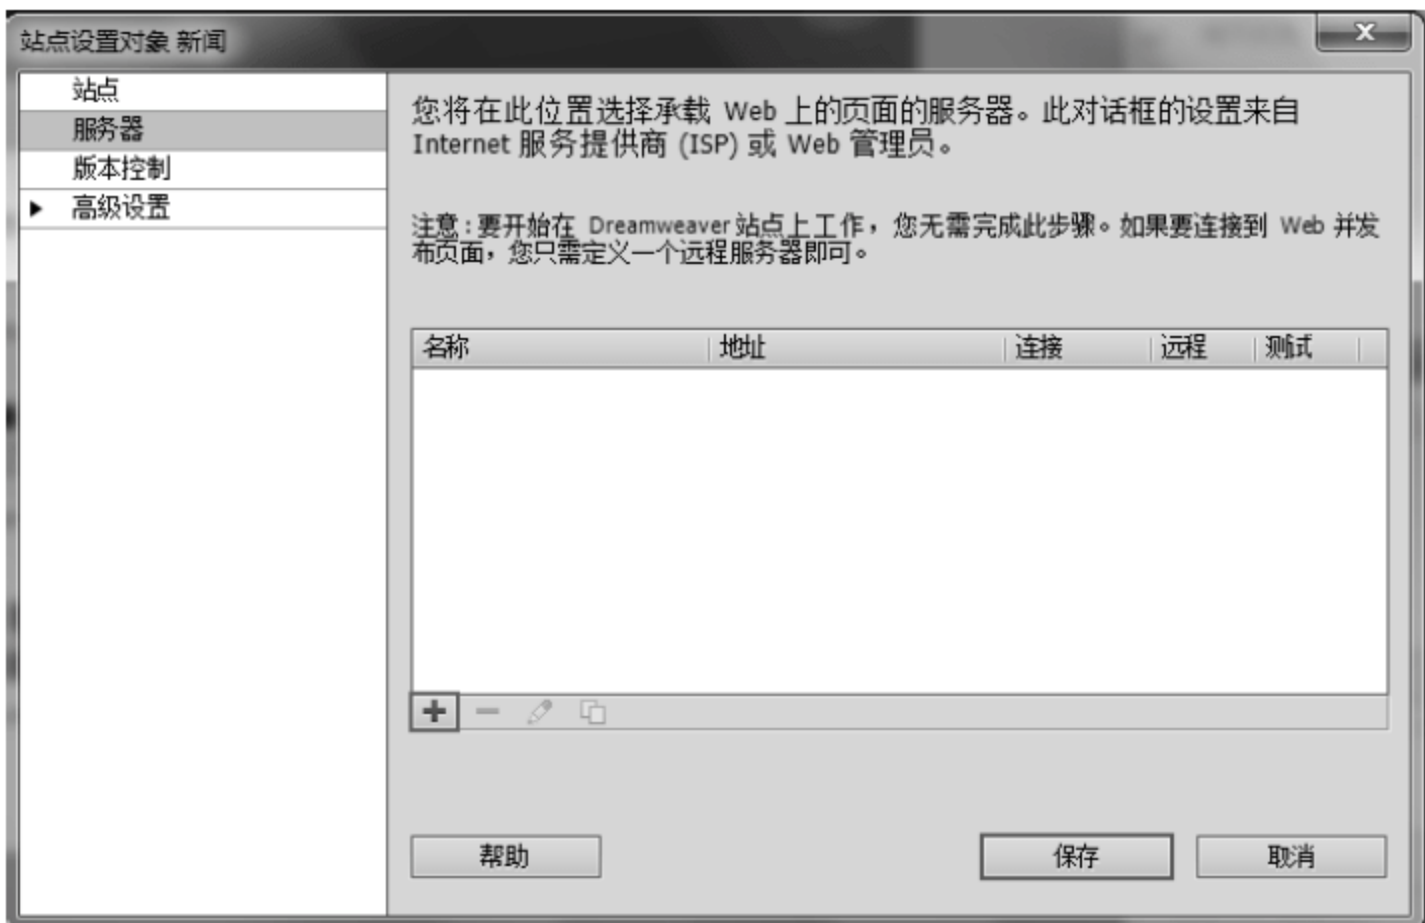 站点设置对象 新闻
站点
服务器
版本控制
高级设置
您将在此位置选择承载 Web 上的页面的服务器。此对话框的设置来自
Internet 服务提供商 (ISP) 或 Web 管理员。
注意:要开始在 Dreamweaver 站点上工作，您无需完成此步骤。如果要连接到 Web 并发
布页面，您只需定义一个远程服务器即可。
名称 地址 连接 远程 测试
帮助 保存 取消